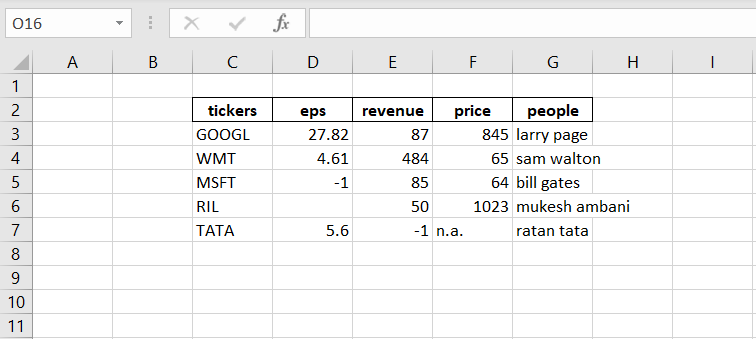 O16 fx
A B C D E F G H I
1
2 tickers eps revenue price people
3 GOOGL 27.82 87 845 larry page
4 WMT 4.61 484 65 sam walton
5 MSFT -1 85 64 bill gates
6 RIL 50 1023 mukesh ambani
7 TATA 5.6 -1 n.a. ratan tata
8
9
10
11